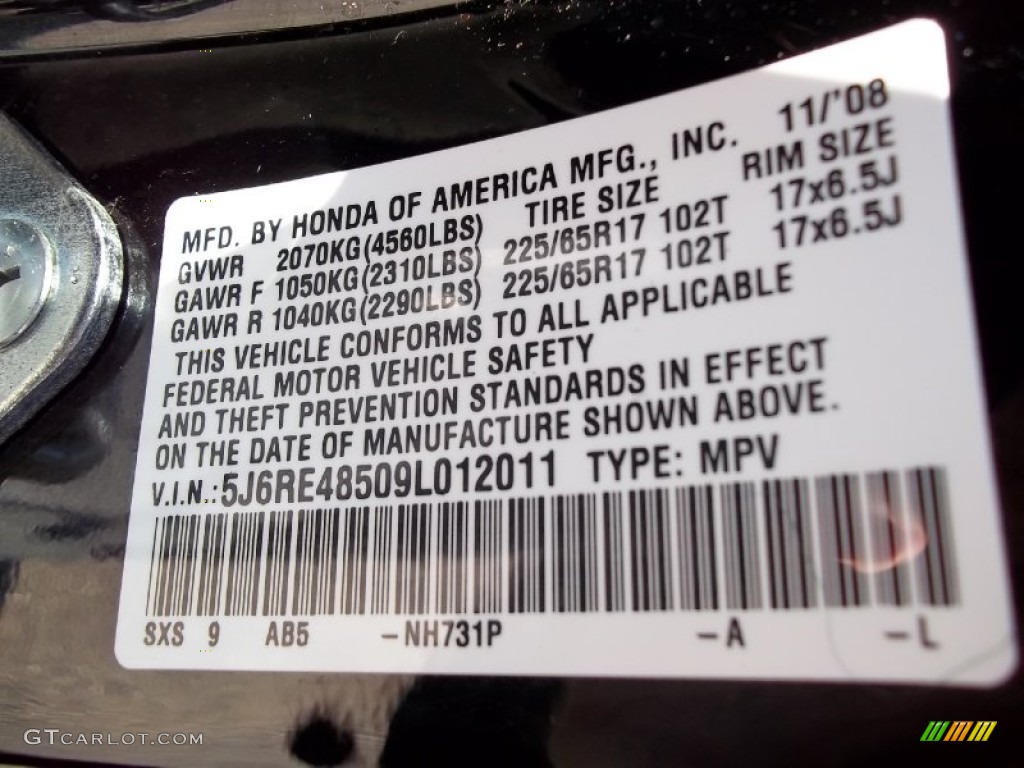 MFD. BY HONDA OF AMERICA MFG., INC. 11/'08
GVWR 2070KG(4560LBS) TIRE SIZE RIM SIZE
GAWR F 1050KG(2310LBS) 225/65R17 102T 17x6.5J
GAWR R 1040KG(2290LBS) 225/65R17 102T 17x6.5J
THIS VEHICLE CONFORMS TO ALL APPLICABLE
FEDERAL MOTOR VEHICLE SAFETY
AND THEFT PREVENTION STANDARDS IN EFFECT
ON THE DATE OF MANUFACTURE SHOWN ABOVE.
V.I.N.:5J6RE48509L012011 TYPE: MPV
SXS 9 AB5 -NH731P -A -L
GTCARLOT.COM